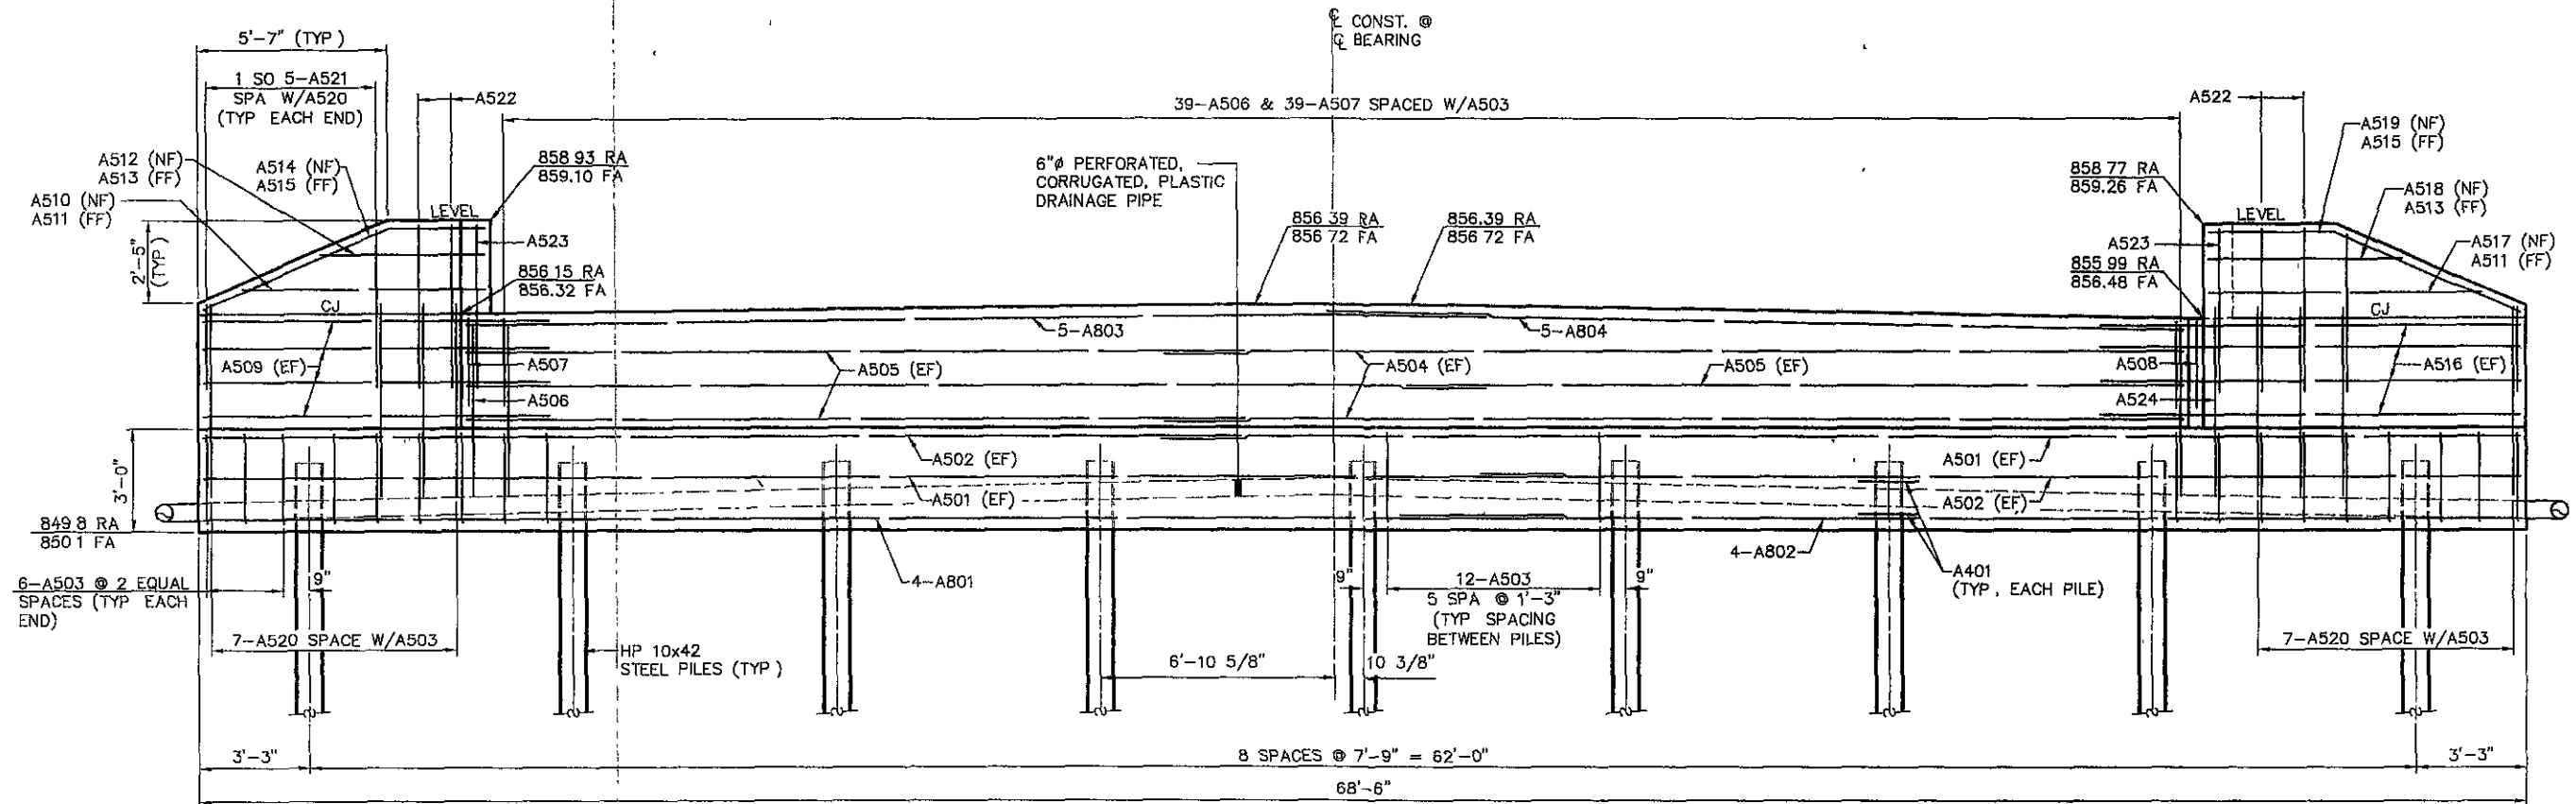 ℄ CONST. @
℄ BEARING
5'-7" (TYP )
1 SO 5-A521
SPA W/A520
(TYP EACH END)
A522
39-A506 & 39-A507 SPACED W/A503
A522
A519 (NF)
A515 (FF)
A512 (NF)
A513 (FF)
A514 (NF)
A515 (FF)
858 93 RA
859.10 FA
6"ø PERFORATED,
CORRUGATED, PLASTIC
DRAINAGE PIPE
858 77 RA
859.26 FA
A518 (NF)
A513 (FF)
A510 (NF)
A511 (FF)
LEVEL
856 39 RA
856 72 FA
856.39 RA
856 72 FA
LEVEL
A517 (NF)
A511 (FF)
2'-5"
(TYP )
A523
A523
856 15 RA
856.32 FA
855 99 RA
856.48 FA
CJ
CJ
5-A803
5-A804
A509 (EF)
A507
A505 (EF)
A504 (EF)
A505 (EF)
A508
A516 (EF)
A506
A524
3'-0"
A502 (EF)
A501 (EF)
A501 (EF)
A502 (EF)
849 8 RA
850 1 FA
4-A801
4-A802
A401
(TYP , EACH PILE)
6-A503 @ 2 EQUAL
SPACES (TYP EACH
END)
9"
9"
12-A503
5 SPA @ 1'-3"
(TYP SPACING
BETWEEN PILES)
9"
7-A520 SPACE W/A503
HP 10x42
STEEL PILES (TYP )
6'-10 5/8"
10 3/8"
7-A520 SPACE W/A503
3'-3"
8 SPACES @ 7'-9" = 62'-0"
3'-3"
68'-6"